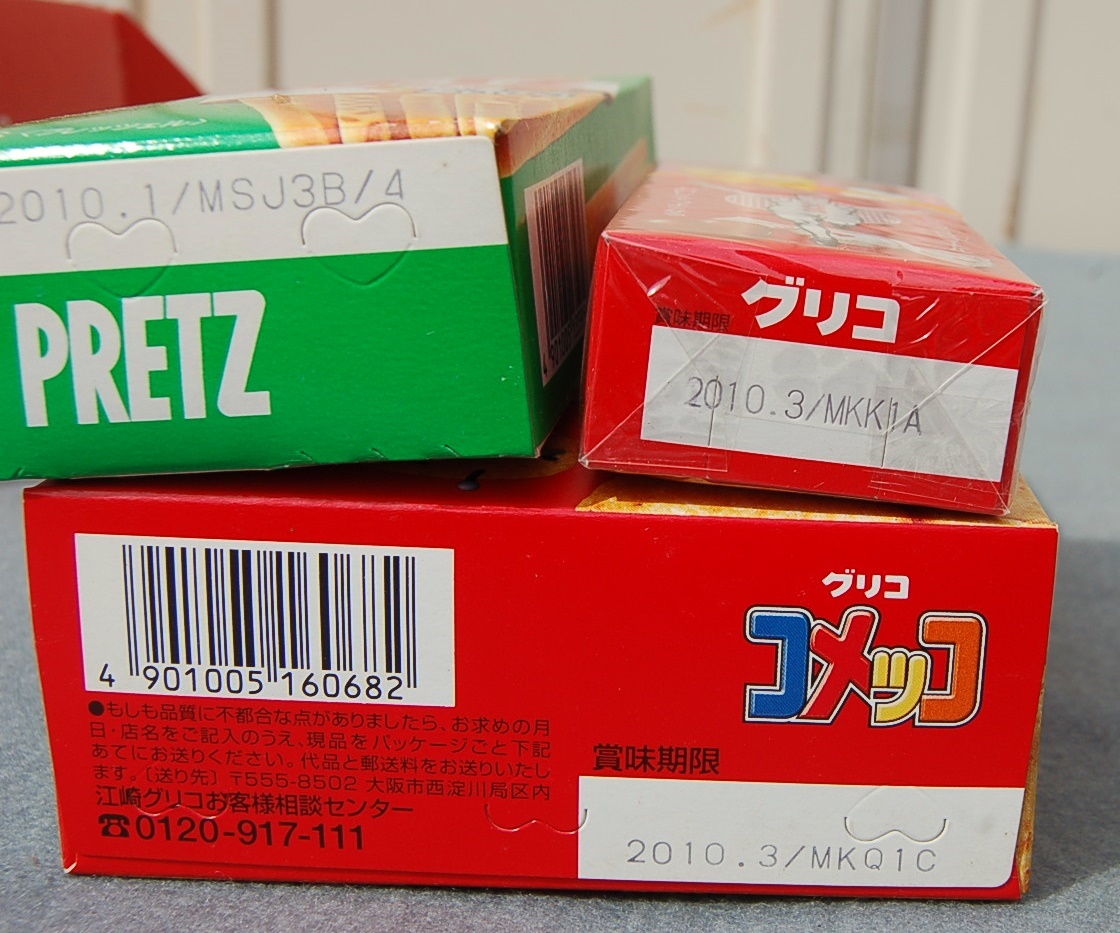 2010.1/MSJ3B/4
PRETZ
グリコ
賞味期限
2010.3/MKK1A
グリコ
コメッコ
4 901005 160682
●もしも品質に不都合な点がありましたら、お求めの月
日・店名をご記入のうえ、現品をパッケージごと下記
あてにお送りください。代品と郵送料をお送りいたし
ます。〔送り先〕〒555-8502 大阪市西淀川局区内
江崎グリコお客様相談センター
☎0120-917-111
賞味期限
2010.3/MKQ1C